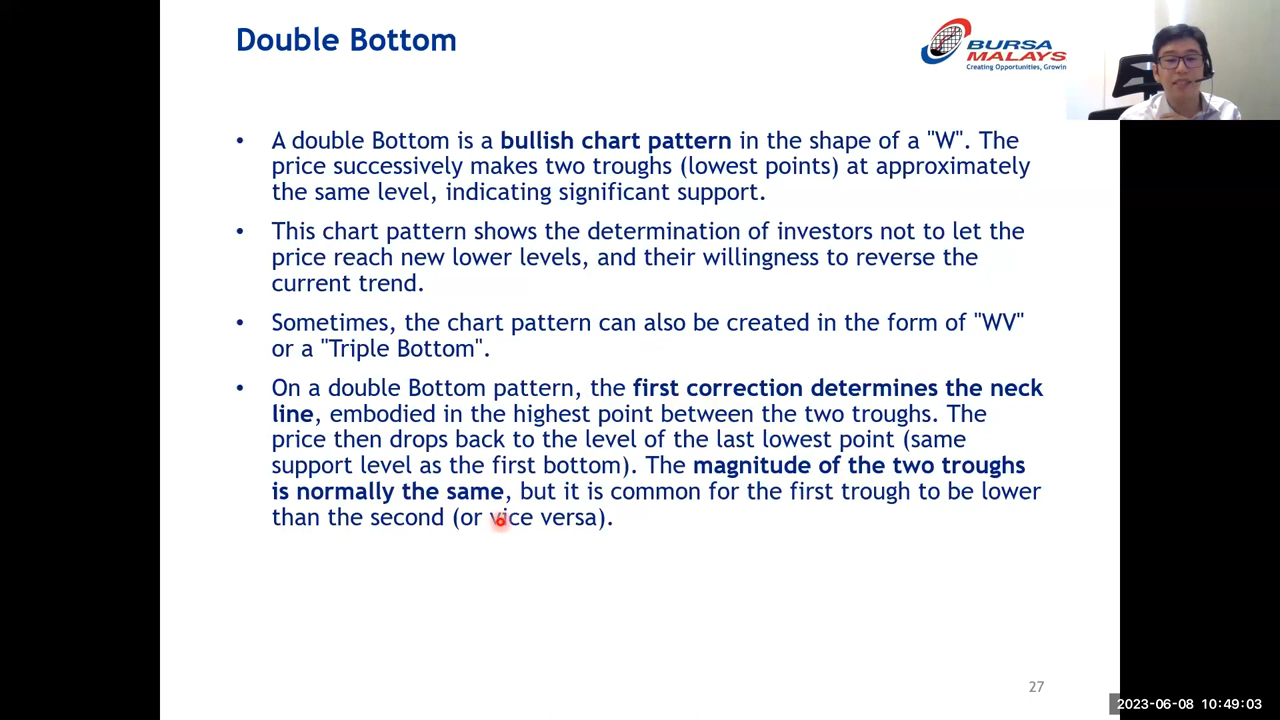 Double Bottom
BURSA
MALAYS
Creating Opportunities, Growin
• A double Bottom is a bullish chart pattern in the shape of a "W". The
price successively makes two troughs (lowest points) at approximately
the same level, indicating significant support.
• This chart pattern shows the determination of investors not to let the
price reach new lower levels, and their willingness to reverse the
current trend.
• Sometimes, the chart pattern can also be created in the form of "WV"
or a "Triple Bottom".
• On a double Bottom pattern, the first correction determines the neck
line, embodied in the highest point between the two troughs. The
price then drops back to the level of the last lowest point (same
support level as the first bottom). The magnitude of the two troughs
is normally the same, but it is common for the first trough to be lower
than the second (or vice versa).
27
2023-06-08 10:49:03